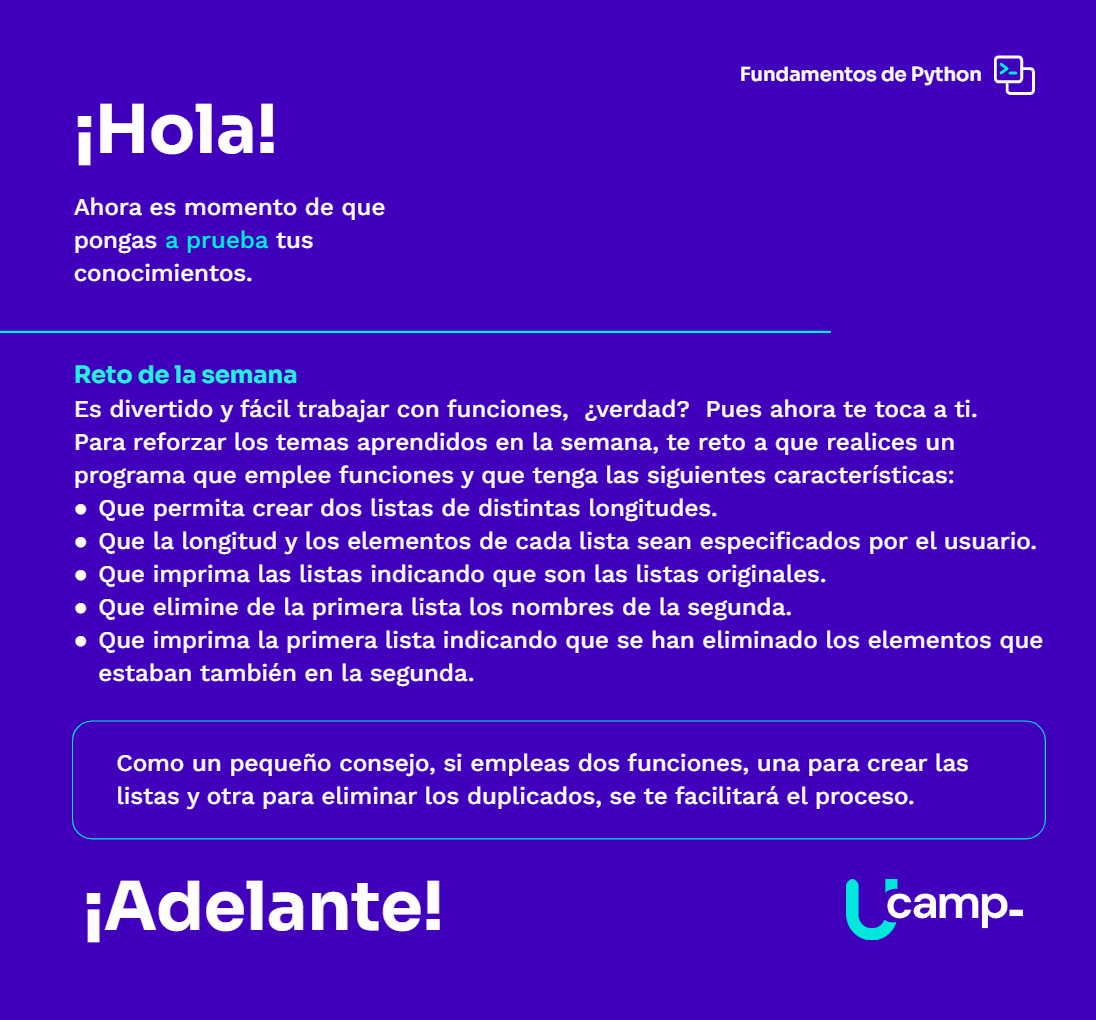 Fundamentos de Python
¡Hola!
Ahora es momento de que
pongas a prueba tus
conocimientos.
Reto de la semana
Es divertido y fácil trabajar con funciones,  ¿verdad?  Pues ahora te toca a ti.
Para reforzar los temas aprendidos en la semana, te reto a que realices un
programa que emplee funciones y que tenga las siguientes características:
● Que permita crear dos listas de distintas longitudes.
● Que la longitud y los elementos de cada lista sean especificados por el usuario.
● Que imprima las listas indicando que son las listas originales.
● Que elimine de la primera lista los nombres de la segunda.
● Que imprima la primera lista indicando que se han eliminado los elementos que
estaban también en la segunda.
Como un pequeño consejo, si empleas dos funciones, una para crear las
listas y otra para eliminar los duplicados, se te facilitará el proceso.
¡Adelante!
Ucamp_